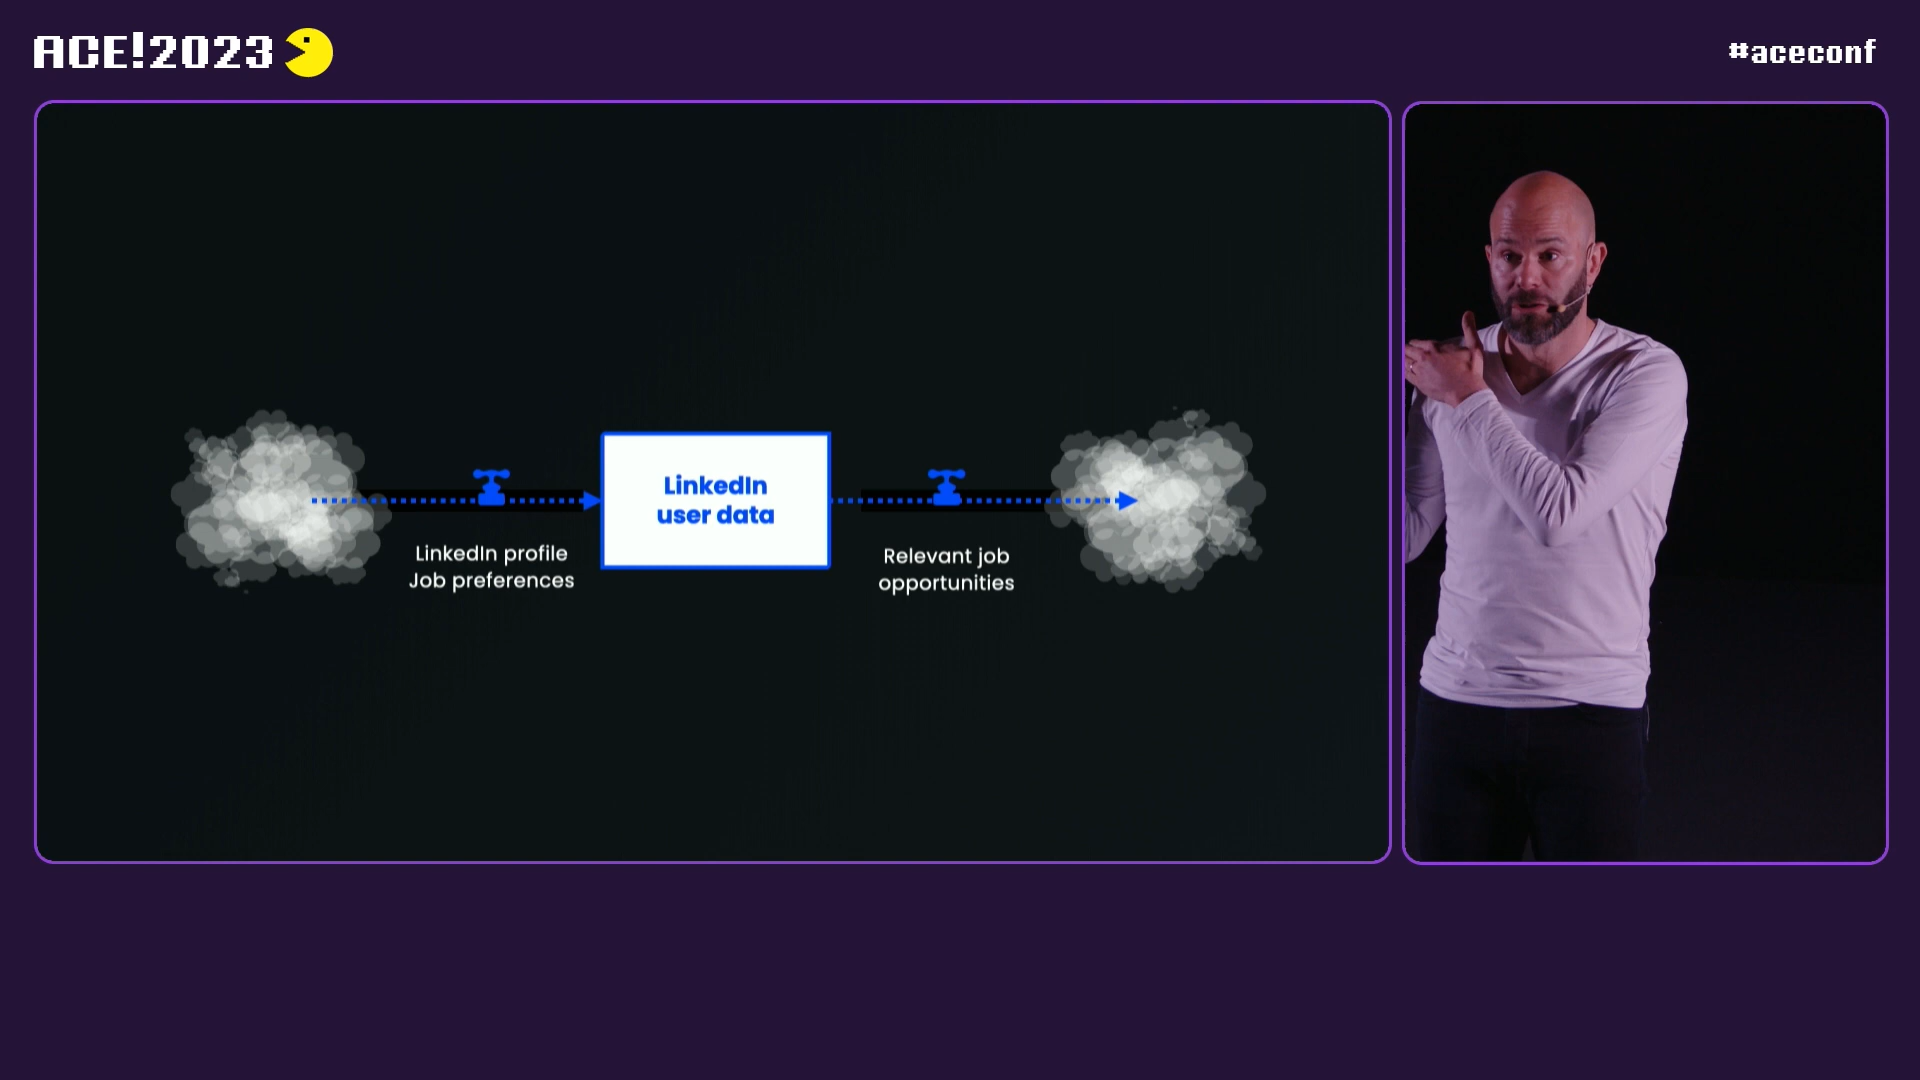 ACE!2023
#aceconf
LinkedIn
user data
LinkedIn profile
Job preferences
Relevant job
opportunities